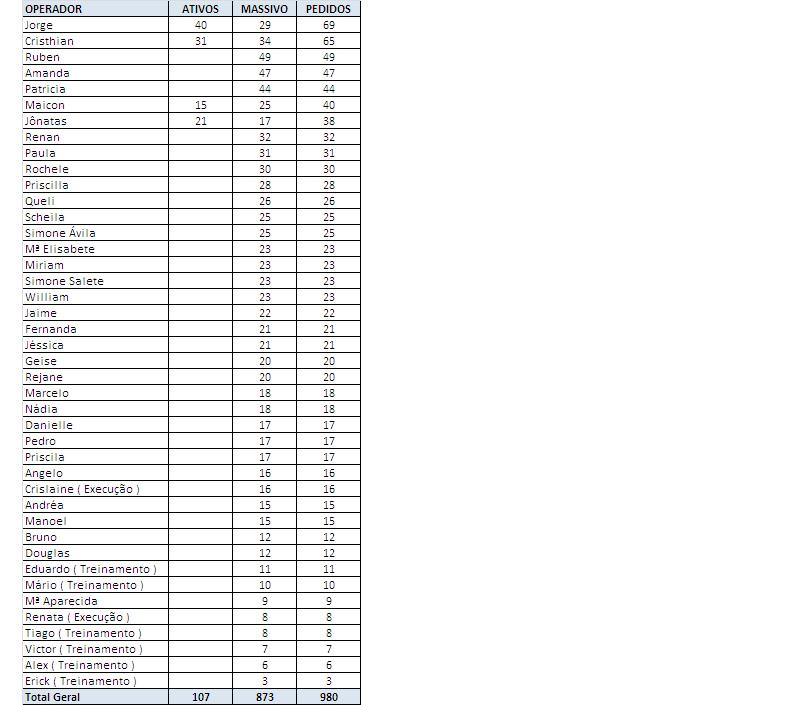 OPERADOR ATIVOS MASSIVO PEDIDOS
Jorge 40 29 69
Cristhian 31 34 65
Ruben 49 49
Amanda 47 47
Patricia 44 44
Maicon 15 25 40
Jônatas 21 17 38
Renan 32 32
Paula 31 31
Rochele 30 30
Priscilla 28 28
Queli 26 26
Scheila 25 25
Simone Ávila 25 25
Mª Elisabete 23 23
Miriam 23 23
Simone Salete 23 23
William 23 23
Jaime 22 22
Fernanda 21 21
Jéssica 21 21
Geise 20 20
Rejane 20 20
Marcelo 18 18
Nádia 18 18
Danielle 17 17
Pedro 17 17
Priscila 17 17
Angelo 16 16
Crislaine ( Execução ) 16 16
Andréa 15 15
Manoel 15 15
Bruno 12 12
Douglas 12 12
Eduardo ( Treinamento ) 11 11
Mário ( Treinamento ) 10 10
Mª Aparecida 9 9
Renata ( Execução ) 8 8
Tiago ( Treinamento ) 8 8
Victor ( Treinamento ) 7 7
Alex ( Treinamento ) 6 6
Erick ( Treinamento ) 3 3
Total Geral 107 873 980